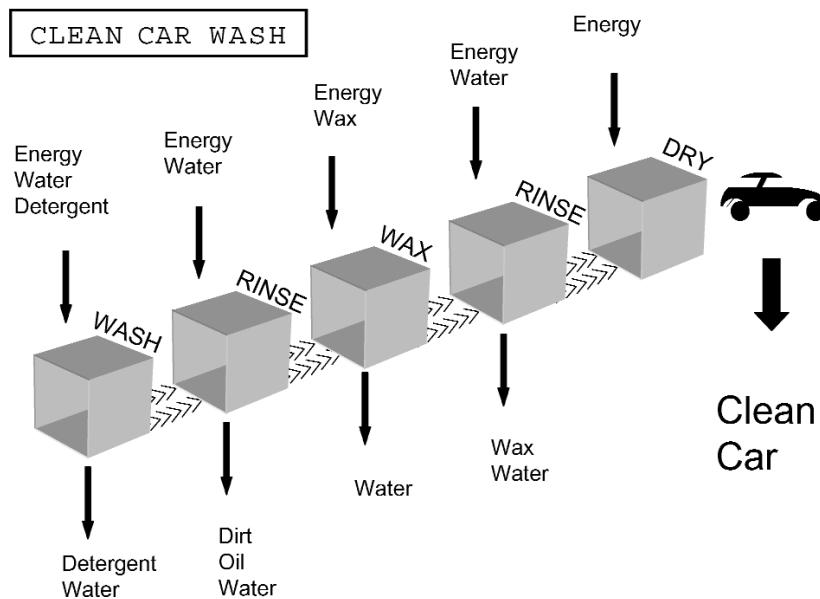 CLEAN CAR WASH
Energy
Water
Detergent
WASH
Detergent
Water
Energy
Water
RINSE
Dirt
Oil
Water
Energy
Wax
WAX
Water
Energy
Water
RINSE
Wax
Water
Energy
DRY
Clean
Car